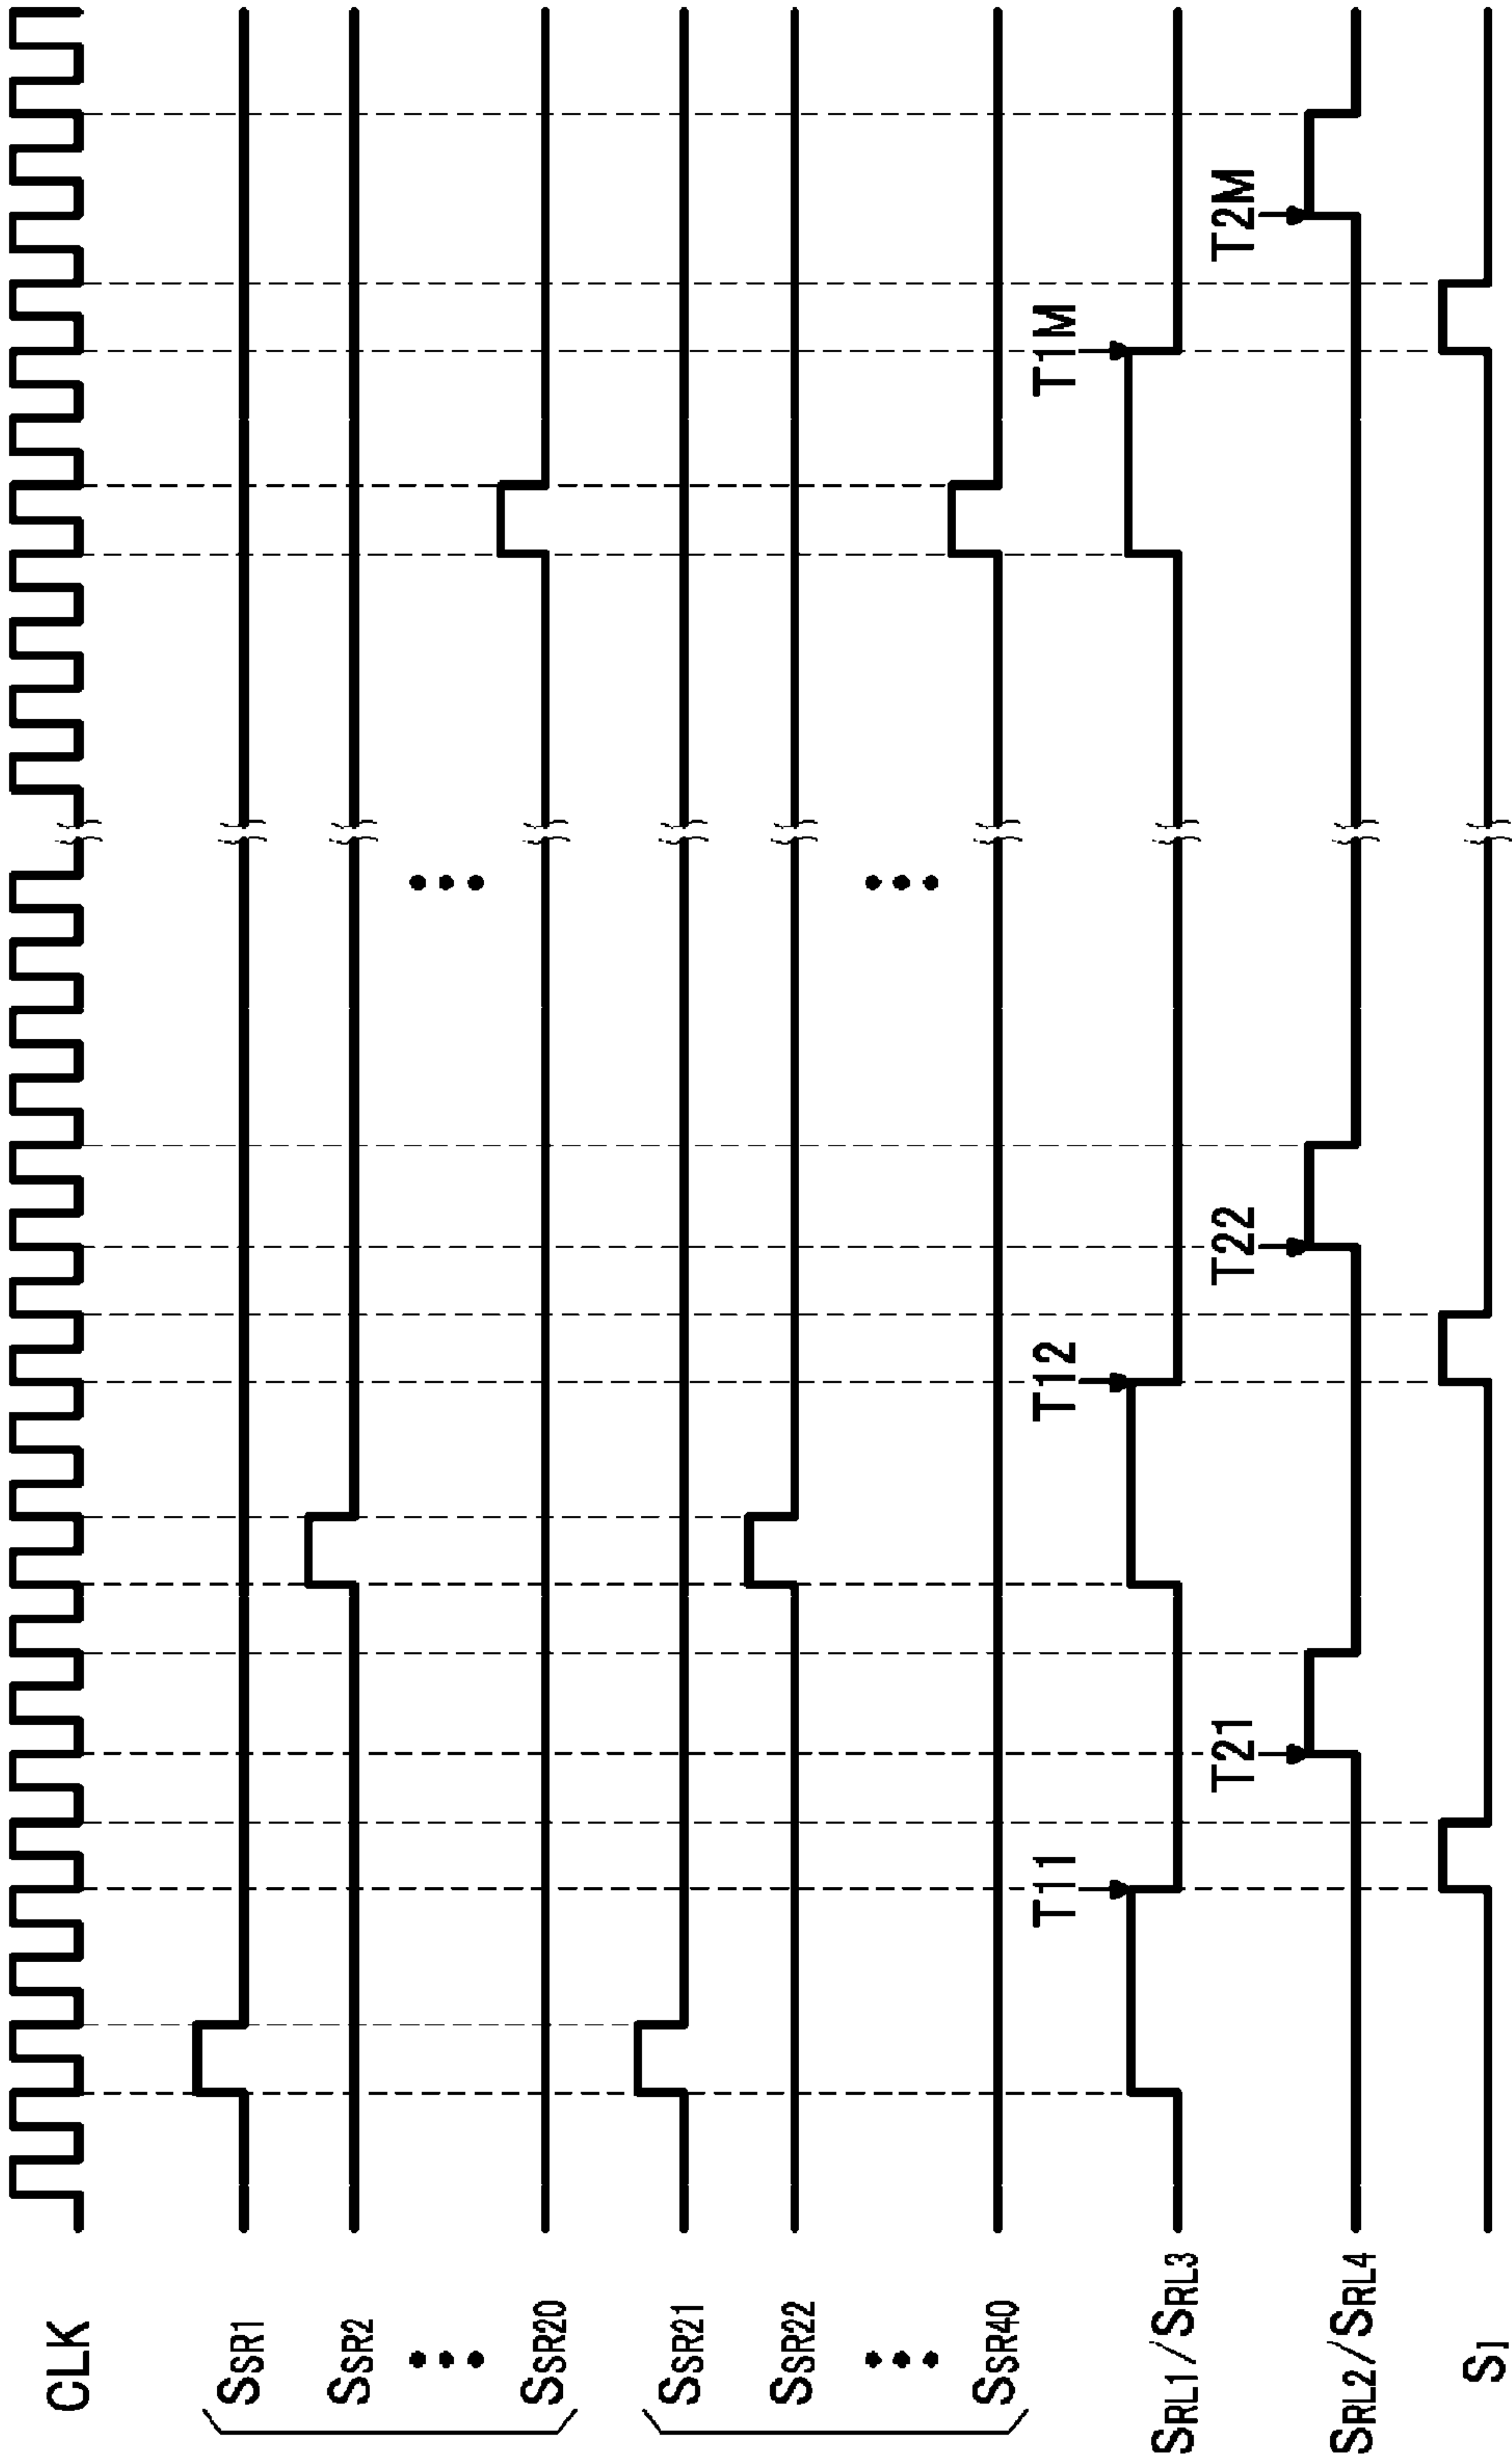 CLK
SSR1
SSR2
SSR20
SSR21
SSR22
SSR40
T11
T12
T1M
SRL1/SRL3
T21
T22
T2M
SRL2/SRL4
SI